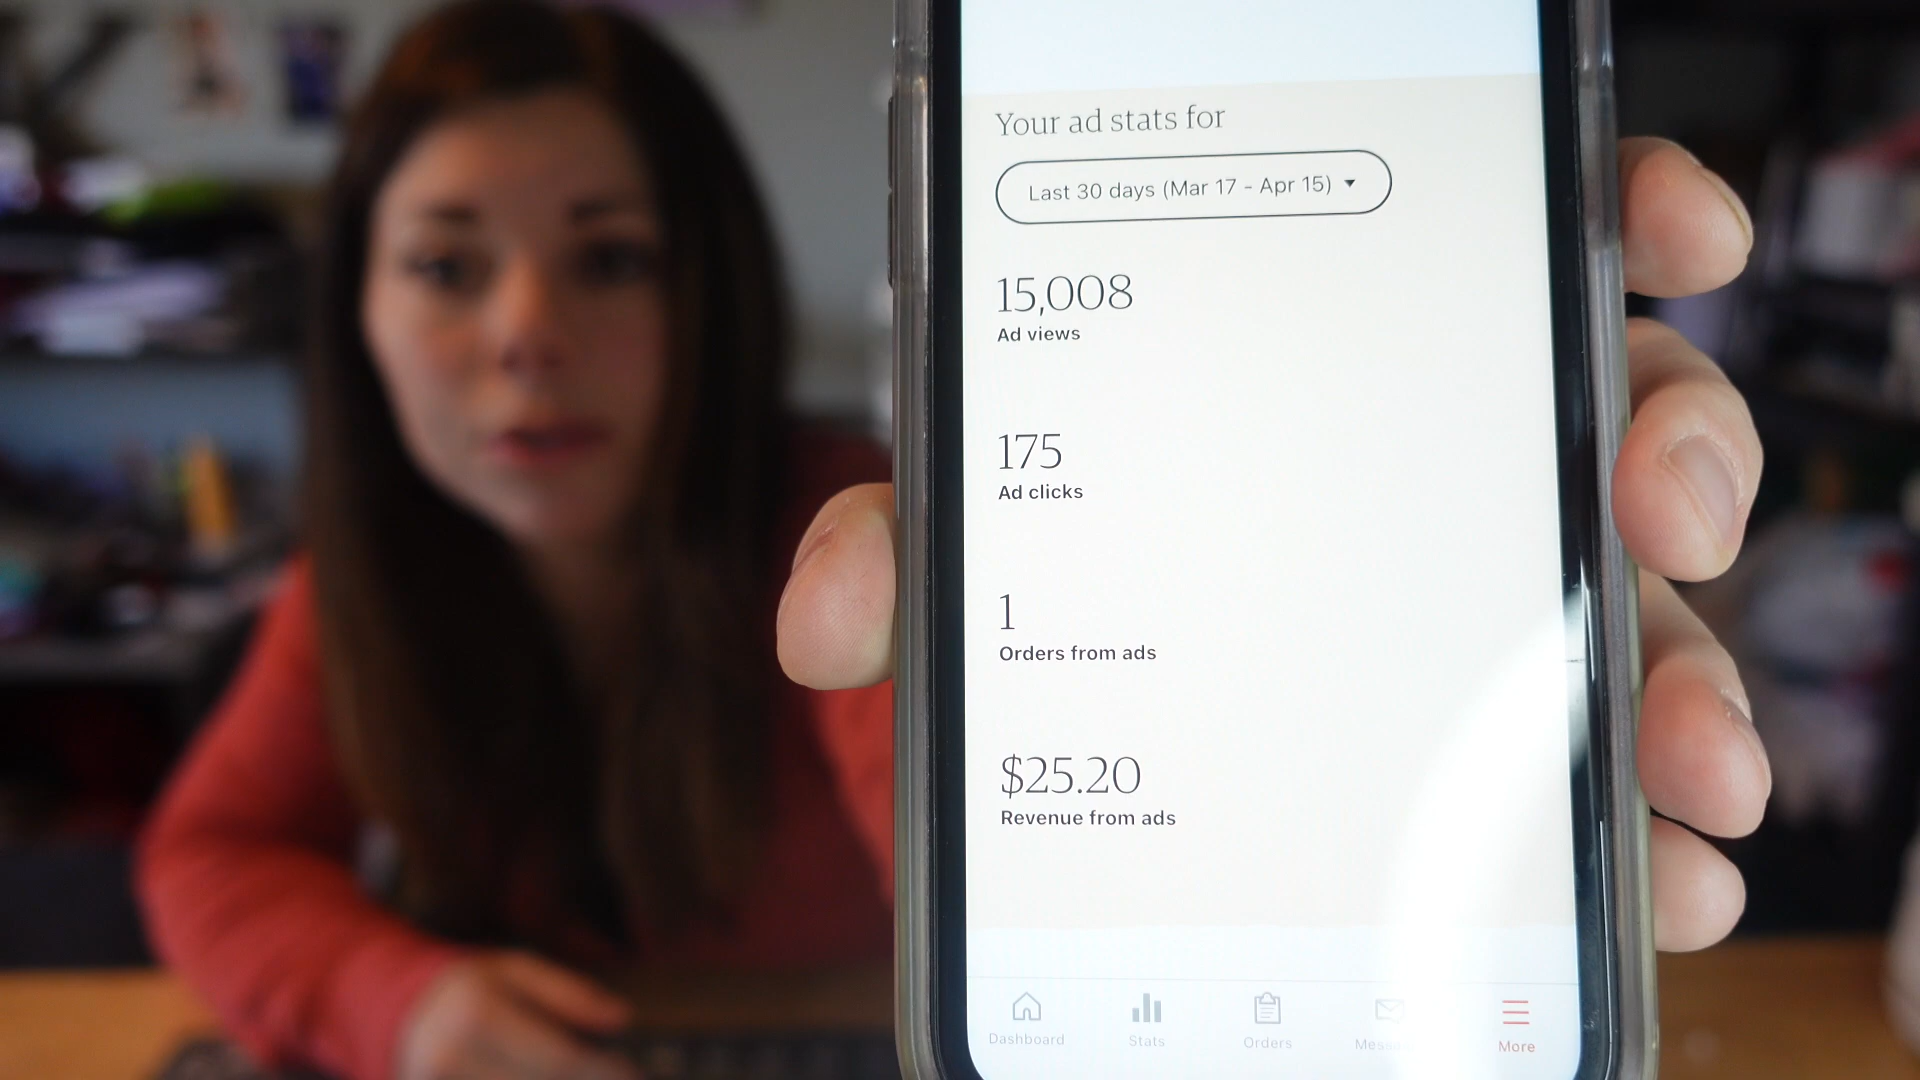 Your ad stats for
Last 30 days (Mar 17 - Apr 15) ▼
15,008
Ad views
175
Ad clicks
1
Orders from ads
$25.20
Revenue from ads
Dashboard
Stats
Orders
More